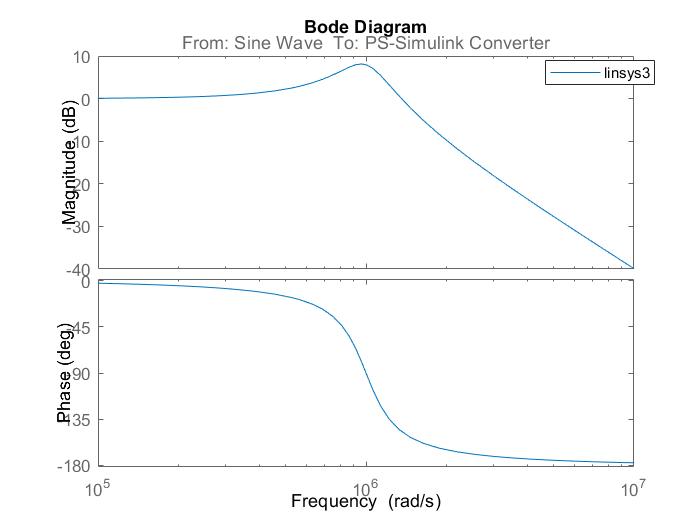 Bode Diagram
From: Sine Wave To: PS-Simulink Converter
linsys3
Magnitude (dB)
10
0
-10
-20
-30
-40
Phase (deg)
0
-45
-90
-135
-180
10^5 10^6 10^7
Frequency (rad/s)